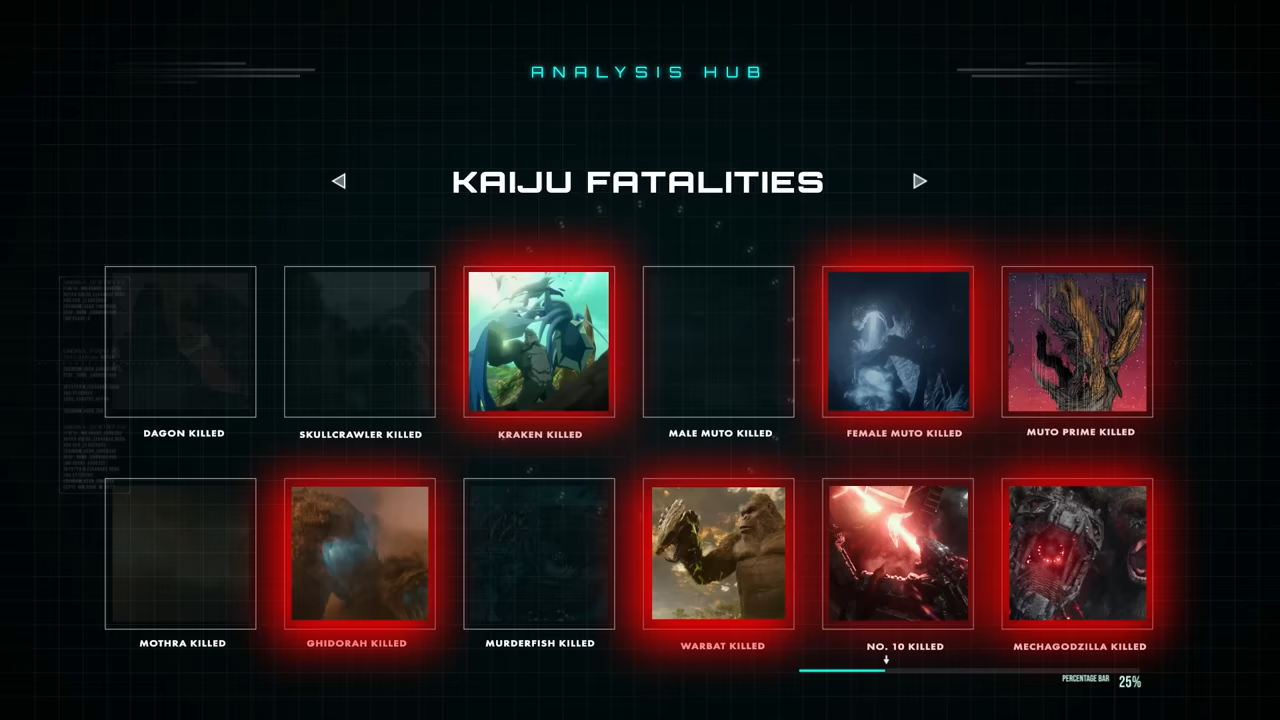 ANALYSIS HUB
KAIJU FATALITIES
DAGON KILLED
SKULLCRAWLER KILLED
KRAKEN KILLED
MALE MUTO KILLED
FEMALE MUTO KILLED
MUTO PRIME KILLED
MOTHRA KILLED
GHIDORAH KILLED
MURDERFISH KILLED
WARBAT KILLED
NO. 10 KILLED
MECHAGODZILLA KILLED
PERCENTAGE BAR 25%